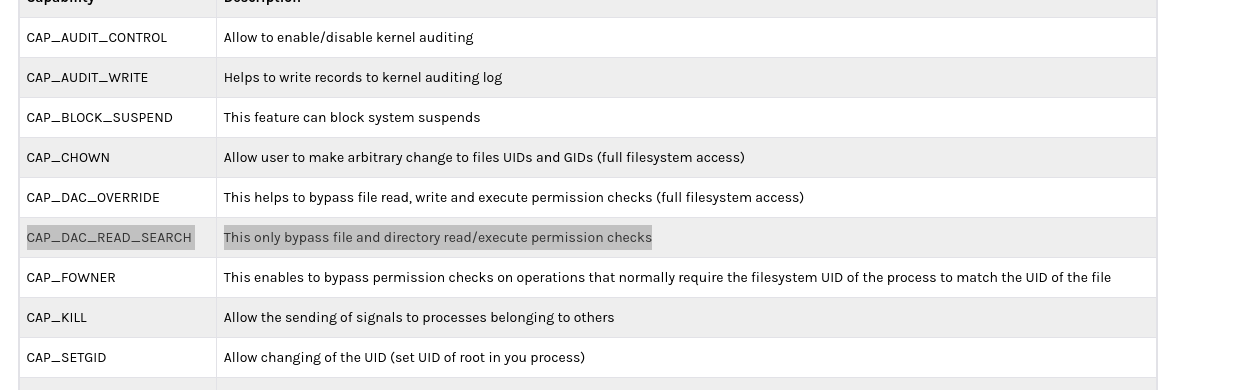 Capability Description
CAP_AUDIT_CONTROL Allow to enable/disable kernel auditing
CAP_AUDIT_WRITE Helps to write records to kernel auditing log
CAP_BLOCK_SUSPEND This feature can block system suspends
CAP_CHOWN Allow user to make arbitrary change to files UIDs and GIDs (full filesystem access)
CAP_DAC_OVERRIDE This helps to bypass file read, write and execute permission checks (full filesystem access)
CAP_DAC_READ_SEARCH This only bypass file and directory read/execute permission checks
CAP_FOWNER This enables to bypass permission checks on operations that normally require the filesystem UID of the process to match the UID of the file
CAP_KILL Allow the sending of signals to processes belonging to others
CAP_SETGID Allow changing of the UID (set UID of root in you process)